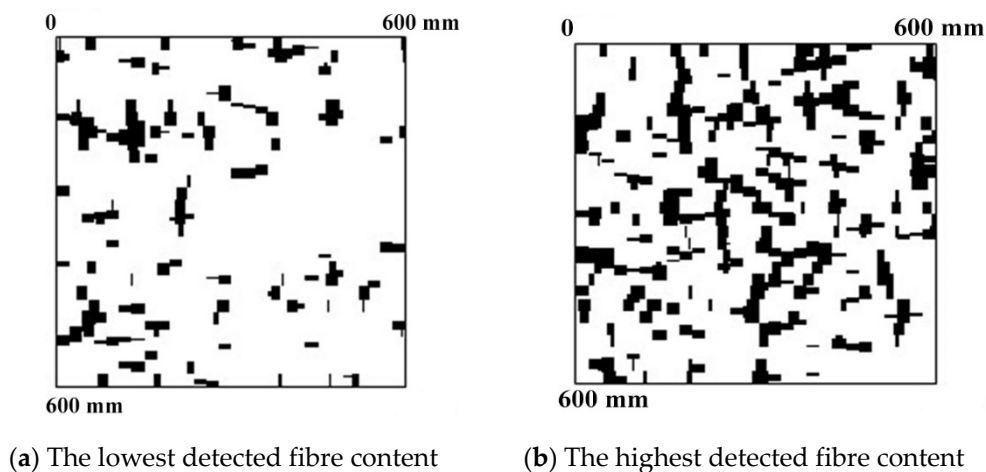 0 600 mm
600 mm
(a) The lowest detected fibre content
0 600 mm
600 mm
(b) The highest detected fibre content